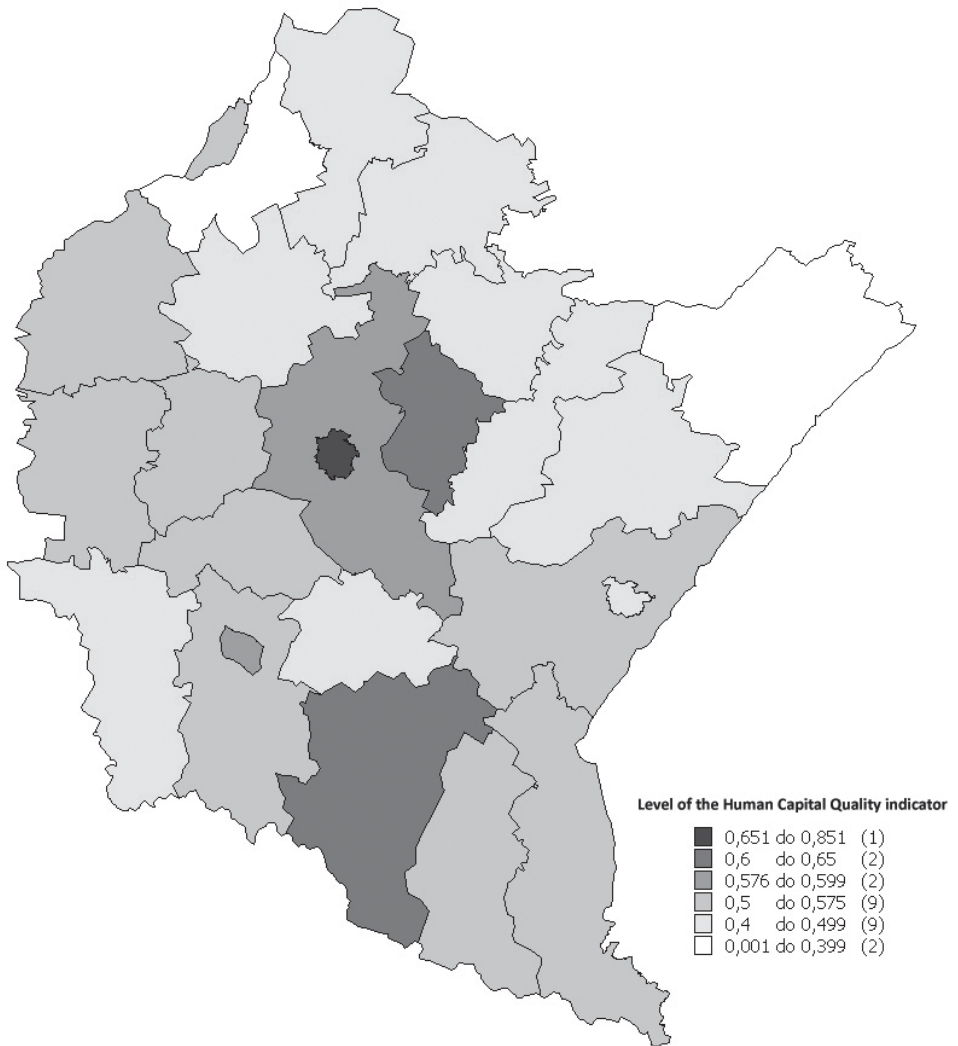 Level of the Human Capital Quality indicator
0,651 do 0,851 (1)
0,6 do 0,65 (2)
0,576 do 0,599 (2)
0,5 do 0,575 (9)
0,4 do 0,499 (9)
0,001 do 0,399 (2)